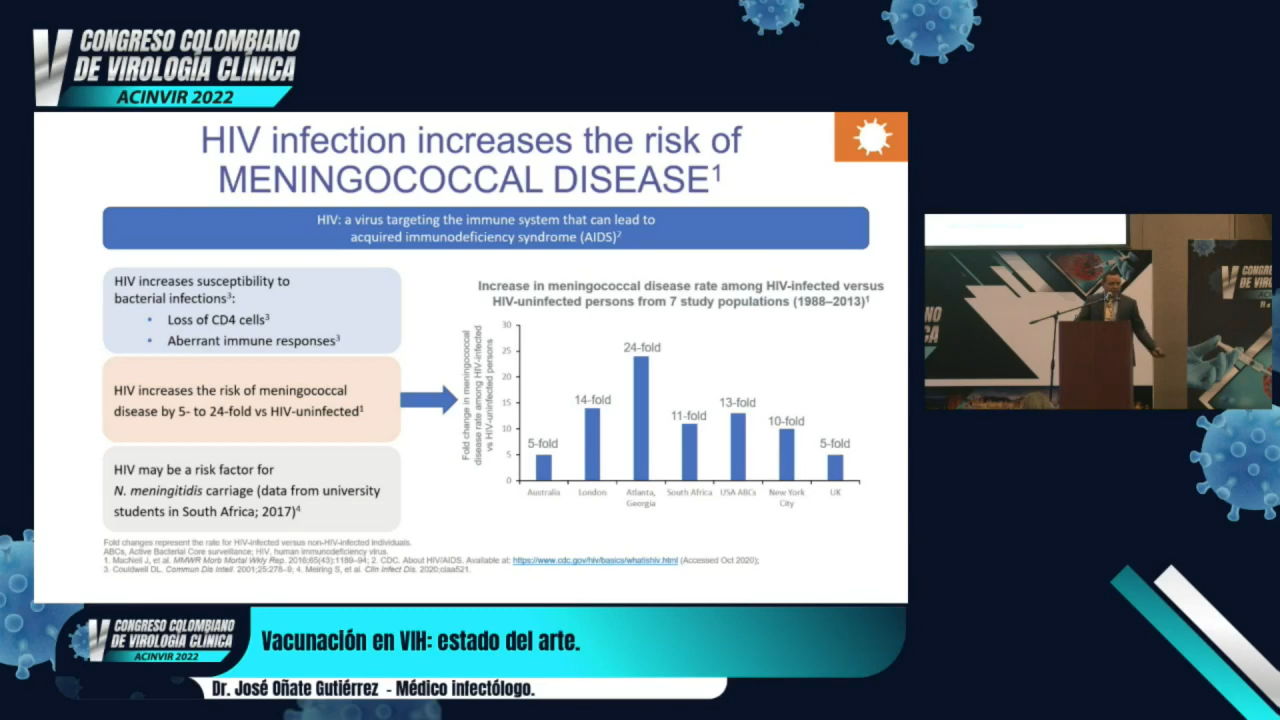 V CONGRESO COLOMBIANO
DE VIROLOGÍA CLÍNICA
ACINVIR 2022
HIV infection increases the risk of
MENINGOCOCCAL DISEASE¹
HIV: a virus targeting the immune system that can lead to
acquired immunodeficiency syndrome (AIDS)²
HIV increases susceptibility to
bacterial infections³:
• Loss of CD4 cells³
• Aberrant immune responses³
HIV increases the risk of meningococcal
disease by 5- to 24-fold vs HIV-uninfected¹
HIV may be a risk factor for
N. meningitidis carriage (data from university
students in South Africa; 2017)⁴
Increase in meningococcal disease rate among HIV-infected versus
HIV-uninfected persons from 7 study populations (1988–2013)¹
Fold change in meningococcal
disease rate among HIV-infected
vs HIV-uninfected persons
30
25
20
15
10
5
0
5-fold
14-fold
24-fold
11-fold
13-fold
10-fold
5-fold
Australia
London
Atlanta,
Georgia
South Africa
USA ABCs
New York
City
UK
Fold changes represent the rate for HIV-infected versus non-HIV-infected individuals.
ABCs, Active Bacterial Core surveillance; HIV, human immunodeficiency virus.
1. MacNeil J, et al. MMWR Morb Mortal Wkly Rep. 2016;65(43):1189–94; 2. CDC. About HIV/AIDS. Available at: https://www.cdc.gov/hiv/basics/whatishiv.html (Accessed Oct 2020);
3. Couldwell DL. Commun Dis Intell. 2001;25:278–9; 4. Meiring S, et al. Clin Infect Dis. 2020;ciaa521.
V CONGRESO COLOMBIANO
DE VIROLOGÍA CLÍNICA
ACINVIR 2022
Vacunación en VIH: estado del arte.
Dr. José Oñate Gutiérrez - Médico infectólogo.